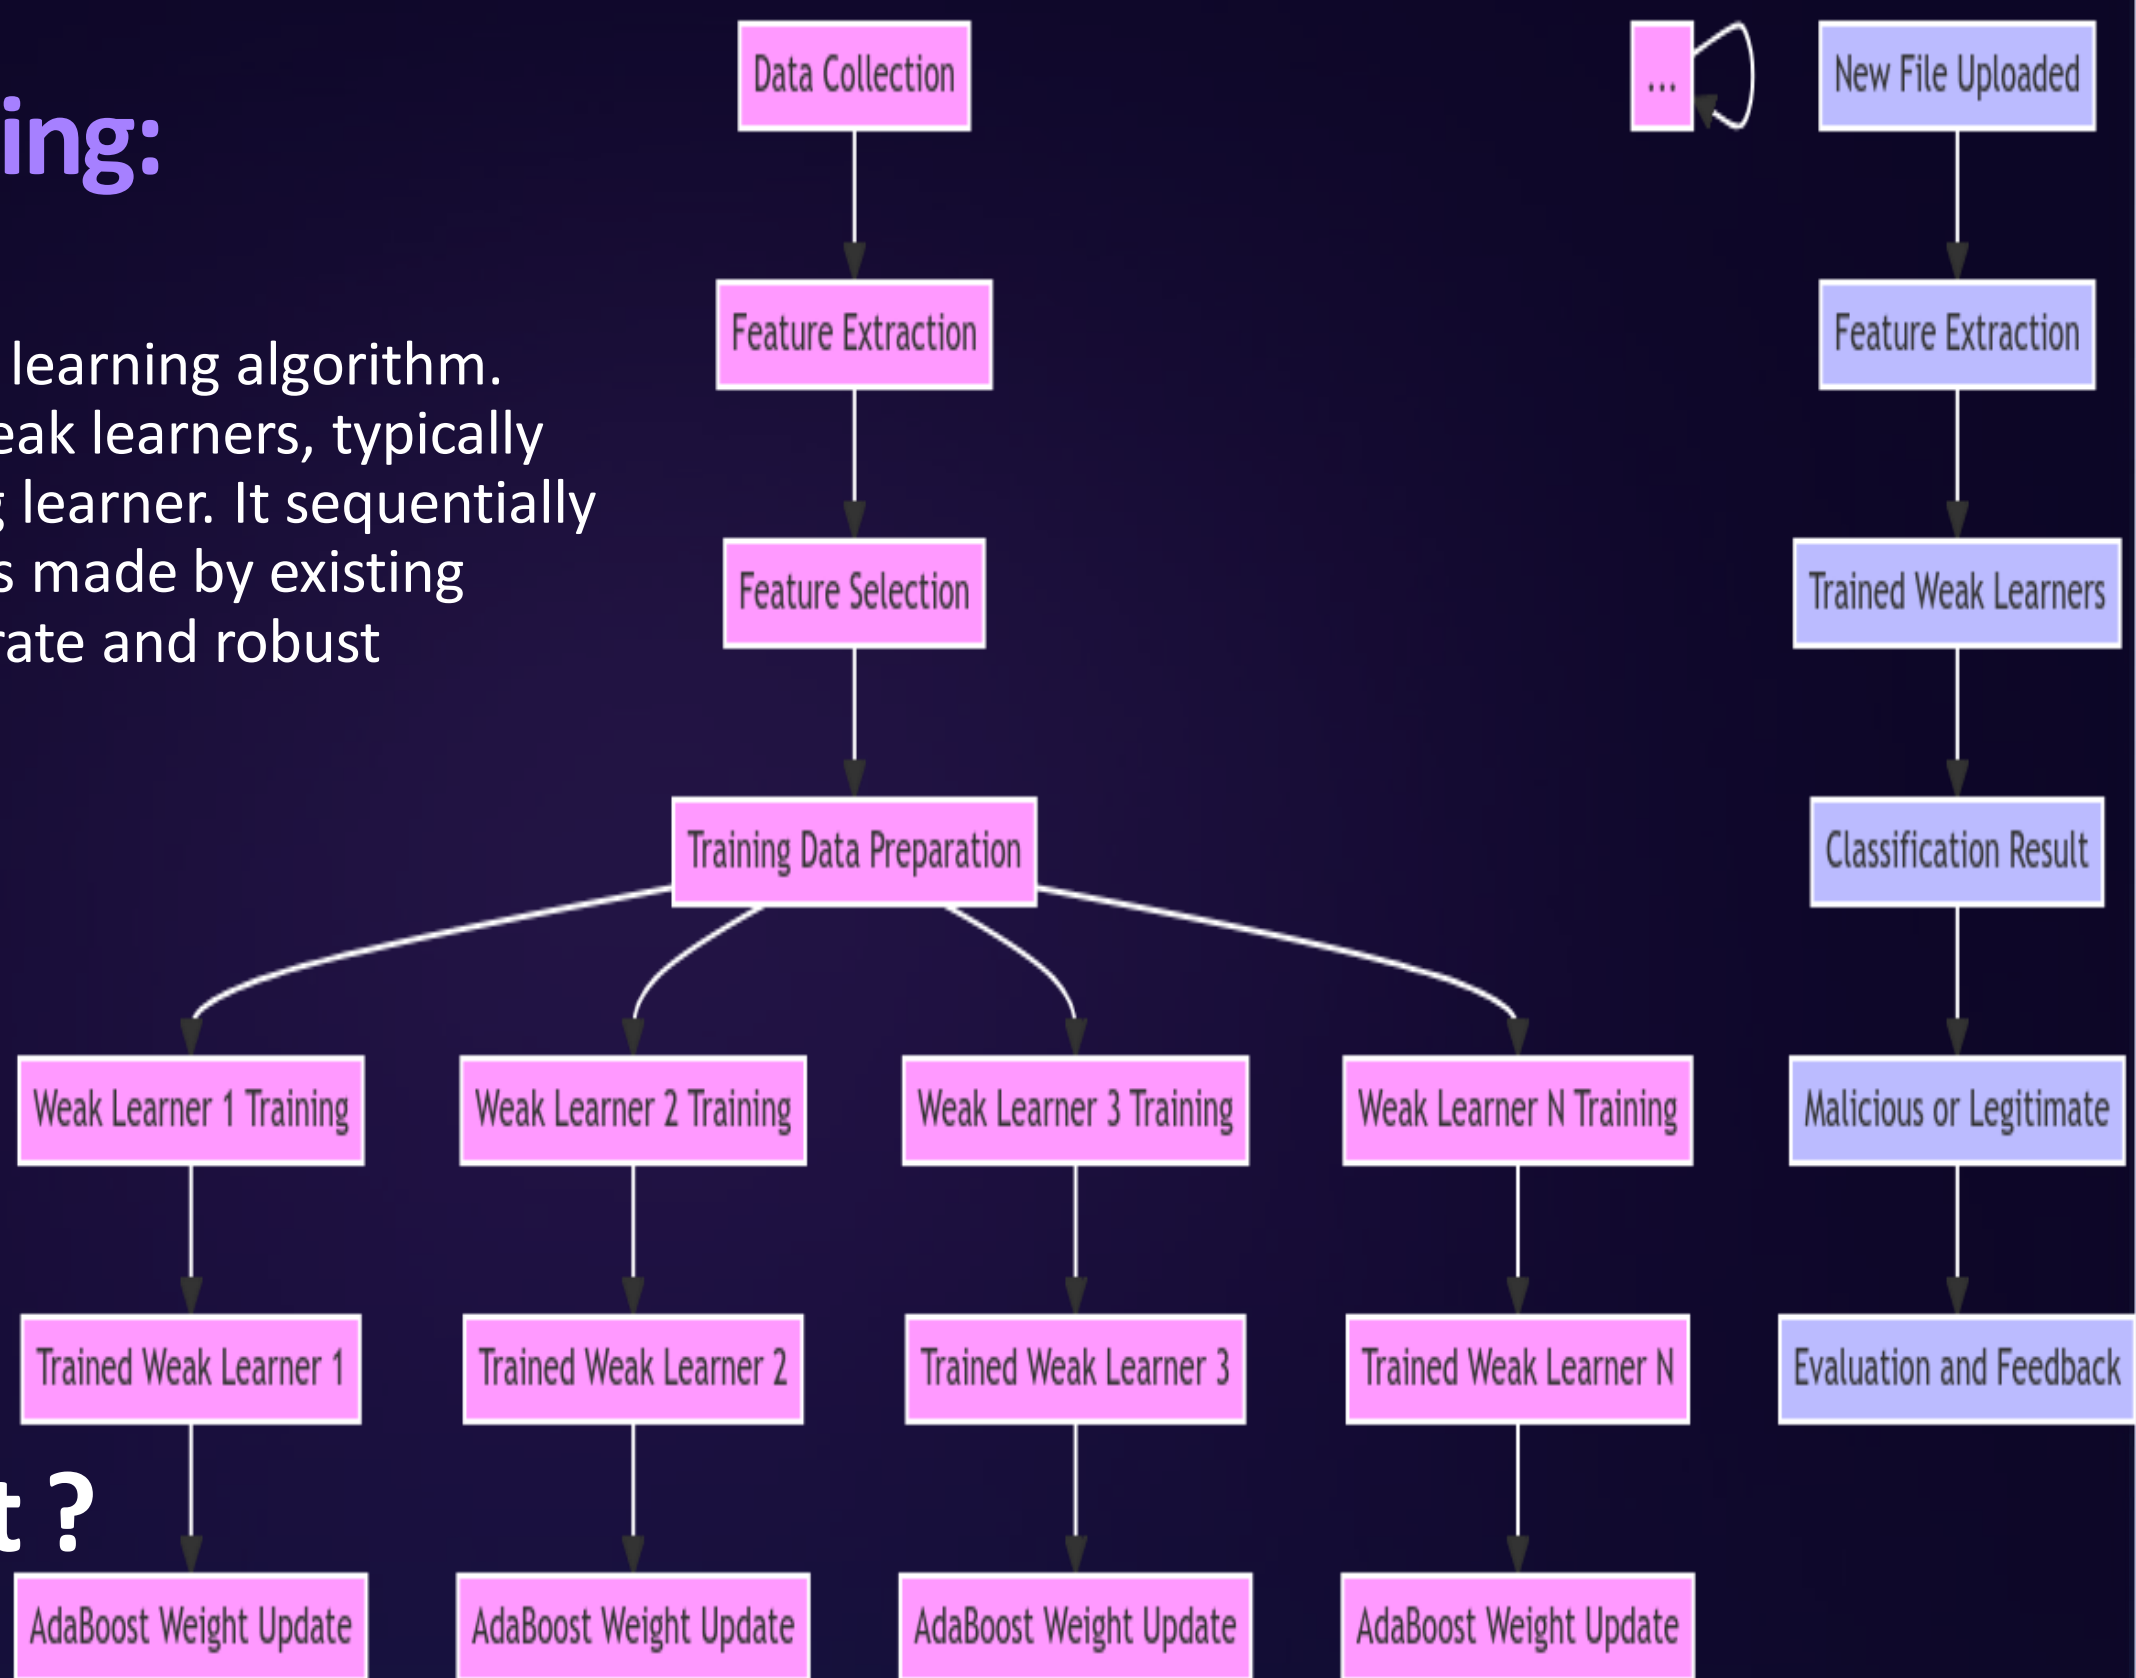 ing:
learning algorithm.
eak learners, typically
g learner. It sequentially
s made by existing
rate and robust
t ?
Data Collection
Feature Extraction
Feature Selection
Training Data Preparation
Weak Learner 1 Training
Weak Learner 2 Training
Weak Learner 3 Training
Weak Learner N Training
Trained Weak Learner 1
Trained Weak Learner 2
Trained Weak Learner 3
Trained Weak Learner N
AdaBoost Weight Update
AdaBoost Weight Update
AdaBoost Weight Update
AdaBoost Weight Update
...
New File Uploaded
Feature Extraction
Trained Weak Learners
Classification Result
Malicious or Legitimate
Evaluation and Feedback